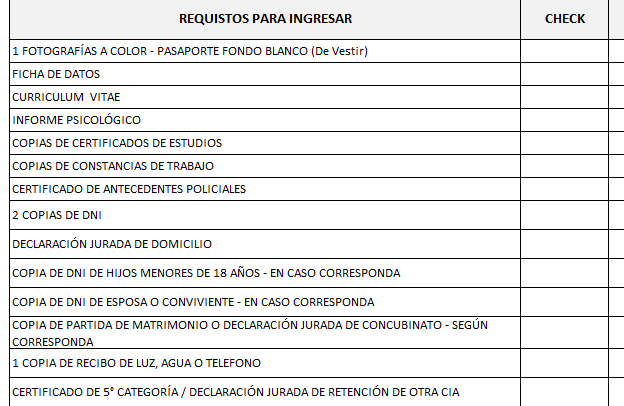 REQUISTOS PARA INGRESAR CHECK
1 FOTOGRAFÍAS A COLOR - PASAPORTE FONDO BLANCO (De Vestir)
FICHA DE DATOS
CURRICULUM  VITAE
INFORME PSICOLÓGICO
COPIAS DE CERTIFICADOS DE ESTUDIOS
COPIAS DE CONSTANCIAS DE TRABAJO
CERTIFICADO DE ANTECEDENTES POLICIALES
2 COPIAS DE DNI
DECLARACIÓN JURADA DE DOMICILIO
COPIA DE DNI DE HIJOS MENORES DE 18 AÑOS - EN CASO CORRESPONDA
COPIA DE DNI DE ESPOSA O CONVIVIENTE - EN CASO CORRESPONDA
COPIA DE PARTIDA DE MATRIMONIO O DECLARACIÓN JURADA DE CONCUBINATO - SEGÚN
CORRESPONDA
1 COPIA DE RECIBO DE LUZ, AGUA O TELEFONO
CERTIFICADO DE 5° CATEGORÍA / DECLARACIÓN JURADA DE RETENCIÓN DE OTRA CIA